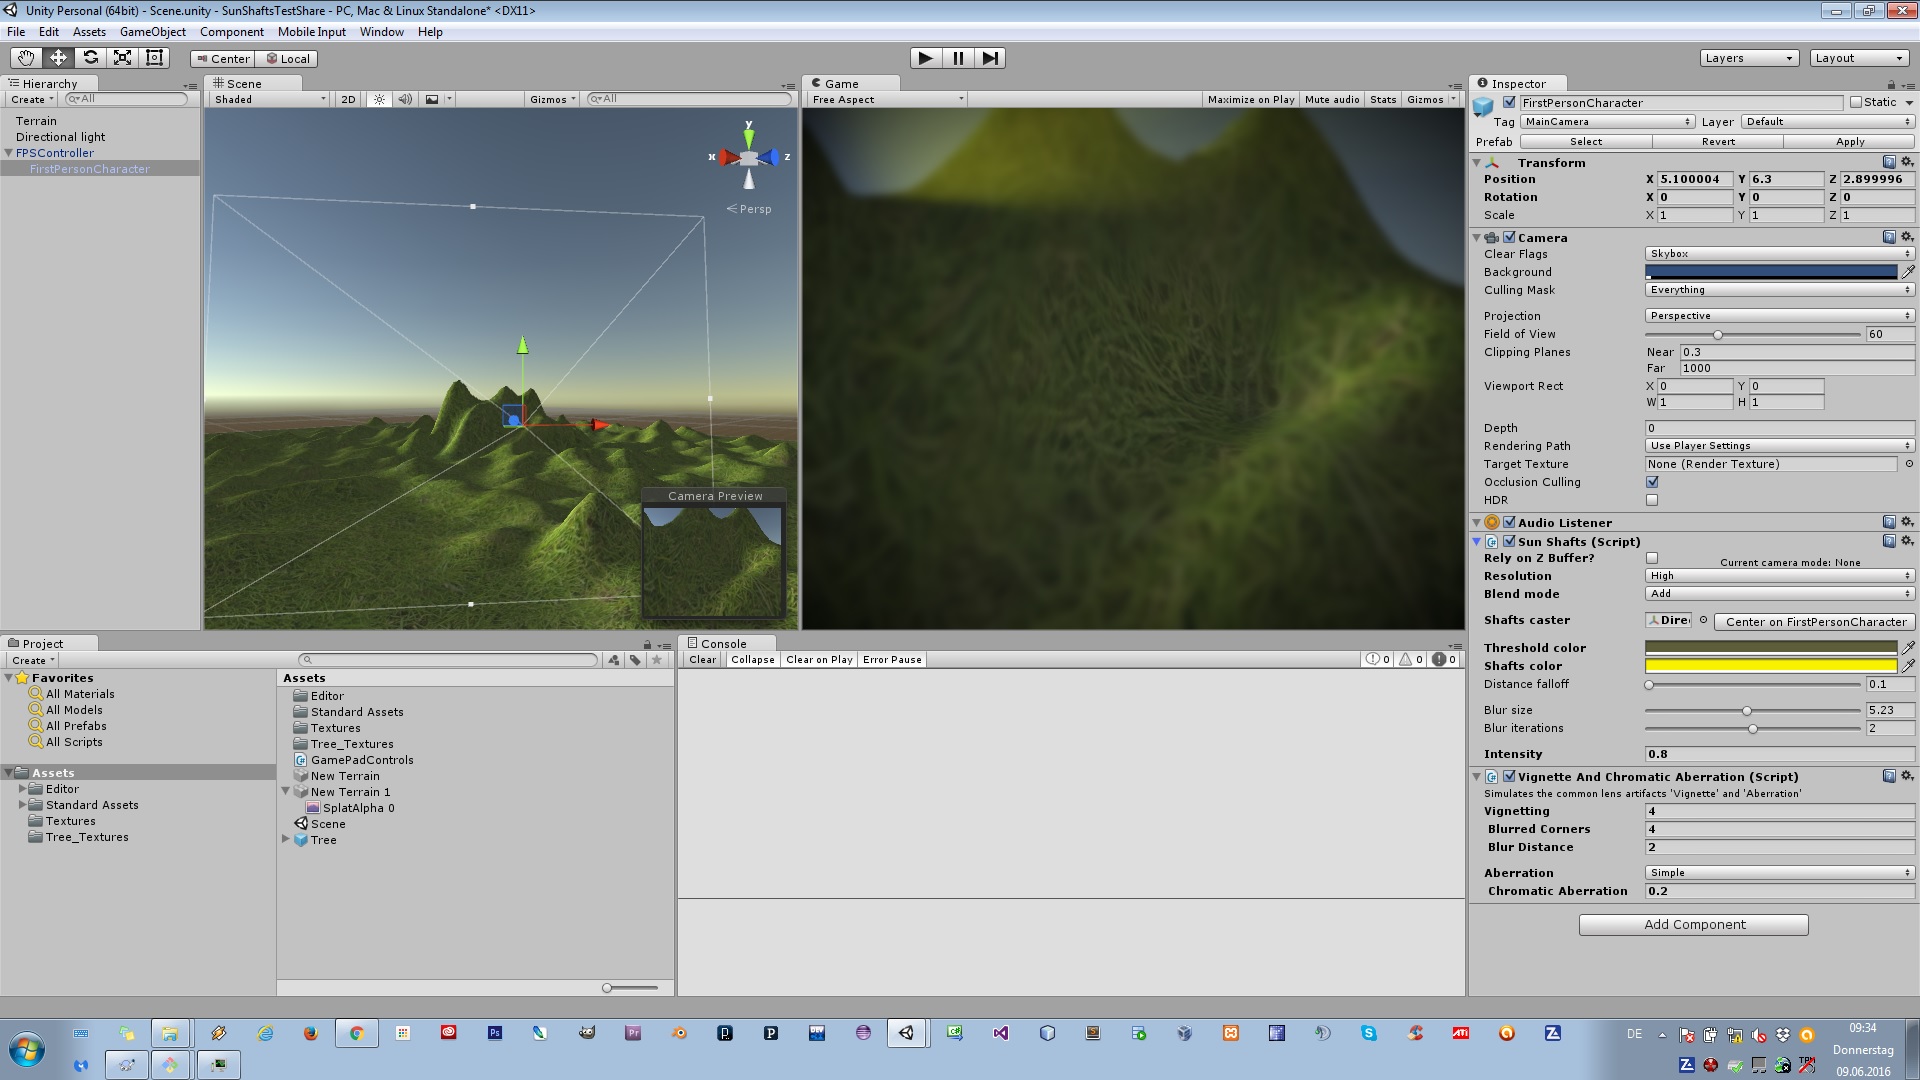 Unity Personal (64bit) - Scene.unity - SunShaftsTestShare - PC, Mac & Linux Standalone* <DX11>
File Edit Assets GameObject Component Mobile Input Window Help
Center Local
Layers Layout
Hierarchy
Create All
Terrain
Directional light
FPSController
FirstPersonCharacter
Scene
Shaded 2D Gizmos All
y
x z
Persp
Camera Preview
Game
Free Aspect Maximize on Play Mute audio Stats Gizmos
Inspector
FirstPersonCharacter Static
Tag MainCamera Layer Default
Prefab Select Revert Apply
Transform
Position X 5.100004 Y 6.3 Z 2.899996
Rotation X 0 Y 0 Z 0
Scale X 1 Y 1 Z 1
Camera
Clear Flags Skybox
Background
Culling Mask Everything
Projection Perspective
Field of View 60
Clipping Planes Near 0.3
Far 1000
Viewport Rect X 0 Y 0
W 1 H 1
Depth 0
Rendering Path Use Player Settings
Target Texture None (Render Texture)
Occlusion Culling
HDR
Audio Listener
Sun Shafts (Script)
Rely on Z Buffer? Current camera mode: None
Resolution High
Blend mode Add
Shafts caster Dire Center on FirstPersonCharacter
Threshold color
Shafts color
Distance falloff 0.1
Blur size 5.23
Blur iterations 2
Intensity 0.8
Vignette And Chromatic Aberration (Script)
Simulates the common lens artifacts 'Vignette' and 'Aberration'
Vignetting 4
Blurred Corners 4
Blur Distance 2
Aberration Simple
Chromatic Aberration 0.2
Add Component
Project
Create
Favorites
All Materials
All Models
All Prefabs
All Scripts
Assets
Editor
Standard Assets
Textures
Tree_Textures
Assets
Editor
Standard Assets
Textures
Tree_Textures
GamePadControls
New Terrain
New Terrain 1
SplatAlpha 0
Scene
Tree
Console
Clear Collapse Clear on Play Error Pause 0 0 0
DE
09:34
Donnerstag
09.06.2016